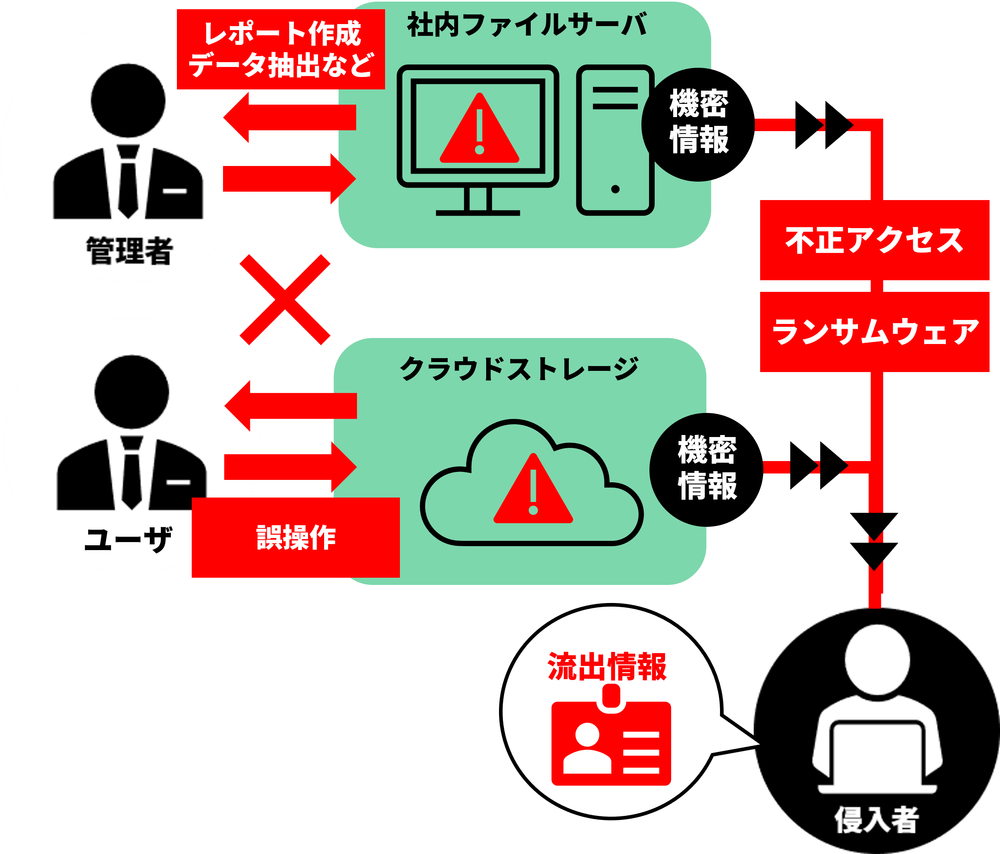 レポート作成
データ抽出など
社内ファイルサーバ
機密
情報
管理者
不正アクセス
ランサムウェア
クラウドストレージ
機密
情報
ユーザ
誤操作
流出情報
侵入者